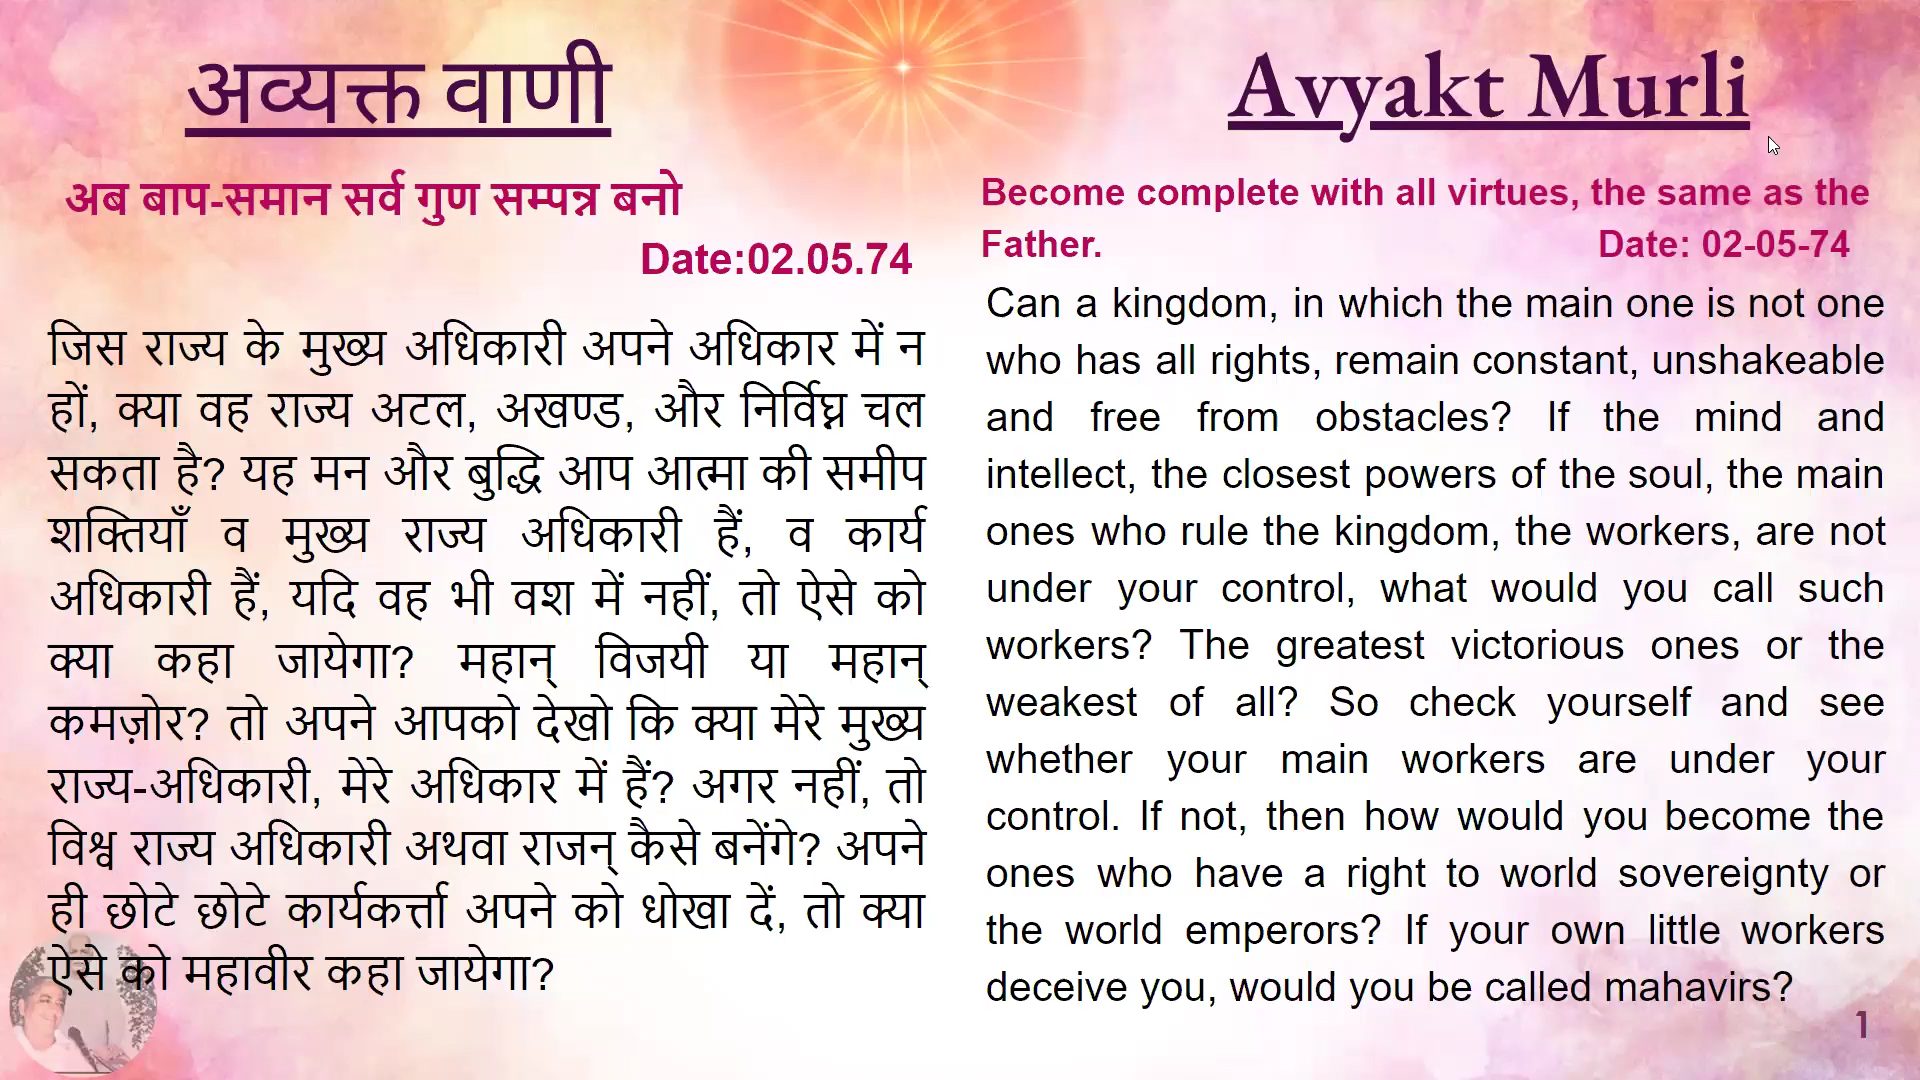 अव्यक्त वाणी
अब बाप-समान सर्व गुण सम्पन्न बनो
Date:02.05.74
जिस राज्य के मुख्य अधिकारी अपने अधिकार में न
हों, क्या वह राज्य अटल, अखण्ड, और निर्विघ्न चल
सकता है? यह मन और बुद्धि आप आत्मा की समीप
शक्तियाँ व मुख्य राज्य अधिकारी हैं, व कार्य
अधिकारी हैं, यदि वह भी वश में नहीं, तो ऐसे को
क्या कहा जायेगा? महान् विजयी या महान्
कमज़ोर? तो अपने आपको देखो कि क्या मेरे मुख्य
राज्य-अधिकारी, मेरे अधिकार में हैं? अगर नहीं, तो
विश्व राज्य अधिकारी अथवा राजन् कैसे बनेंगे? अपने
ही छोटे छोटे कार्यकर्त्ता अपने को धोखा दें, तो क्या
ऐसे को महावीर कहा जायेगा?
Avyakt Murli
Become complete with all virtues, the same as the
Father. Date: 02-05-74
Can a kingdom, in which the main one is not one
who has all rights, remain constant, unshakeable
and free from obstacles? If the mind and
intellect, the closest powers of the soul, the main
ones who rule the kingdom, the workers, are not
under your control, what would you call such
workers? The greatest victorious ones or the
weakest of all? So check yourself and see
whether your main workers are under your
control. If not, then how would you become the
ones who have a right to world sovereignty or
the world emperors? If your own little workers
deceive you, would you be called mahavirs?
1